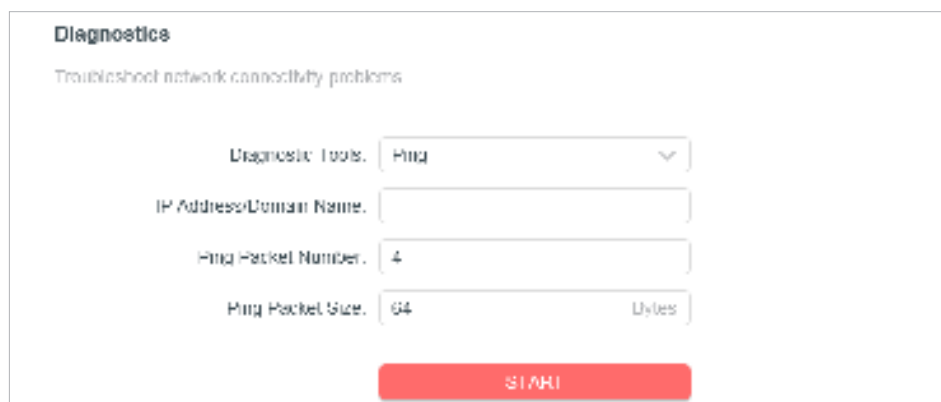 Diagnostics
Troubleshoot network connectivity problems
Diagnostic Tools: Ping
IP Address/Domain Name:
Ping Packet Number: 4
Ping Packet Size: 64 Bytes
START